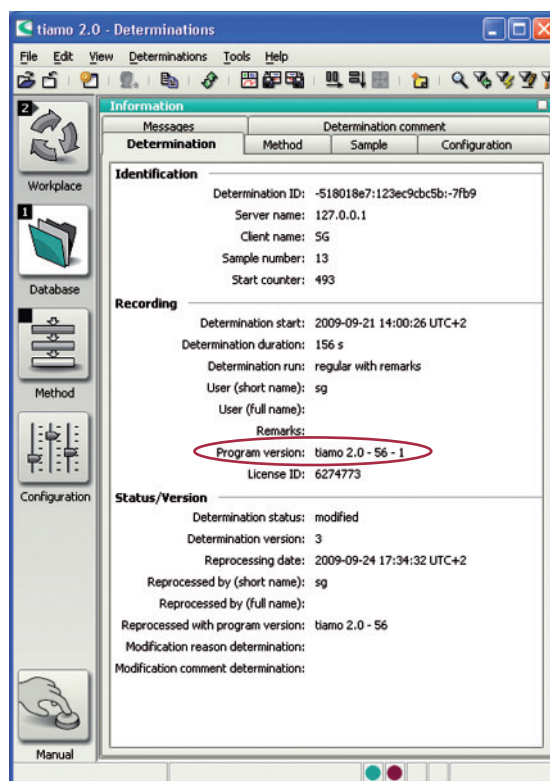 tiamo 2.0 - Determinations
File Edit View Determinations Tools Help
Information
Messages Determination comment
Determination Method Sample Configuration
2
Workplace
1
Database
Method
Configuration
Manual
Identification
Determination ID: -518018e7:123ec9cbc5b:-7fb9
Server name: 127.0.0.1
Client name: SG
Sample number: 13
Start counter: 493
Recording
Determination start: 2009-09-21 14:00:26 UTC+2
Determination duration: 156 s
Determination run: regular with remarks
User (short name): sg
User (full name):
Remarks:
Program version: tiamo 2.0 - 56 - 1
License ID: 6274773
Status/Version
Determination status: modified
Determination version: 3
Reprocessing date: 2009-09-24 17:34:32 UTC+2
Reprocessed by (short name): sg
Reprocessed by (full name):
Reprocessed with program version: tiamo 2.0 - 56
Modification reason determination:
Modification comment determination: